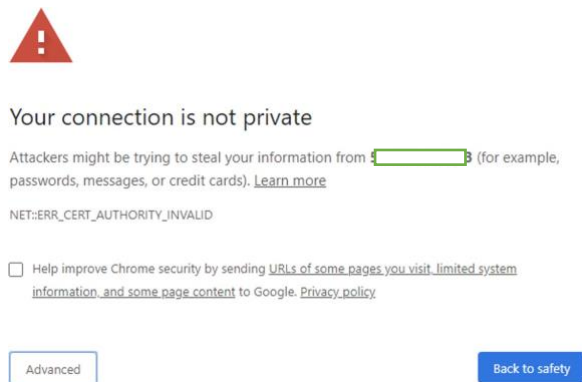 Your connection is not private
Attackers might be trying to steal your information from (for example,
passwords, messages, or credit cards). Learn more
NET::ERR_CERT_AUTHORITY_INVALID
Help improve Chrome security by sending URLs of some pages you visit, limited system
information, and some page content to Google. Privacy policy
Advanced
Back to safety